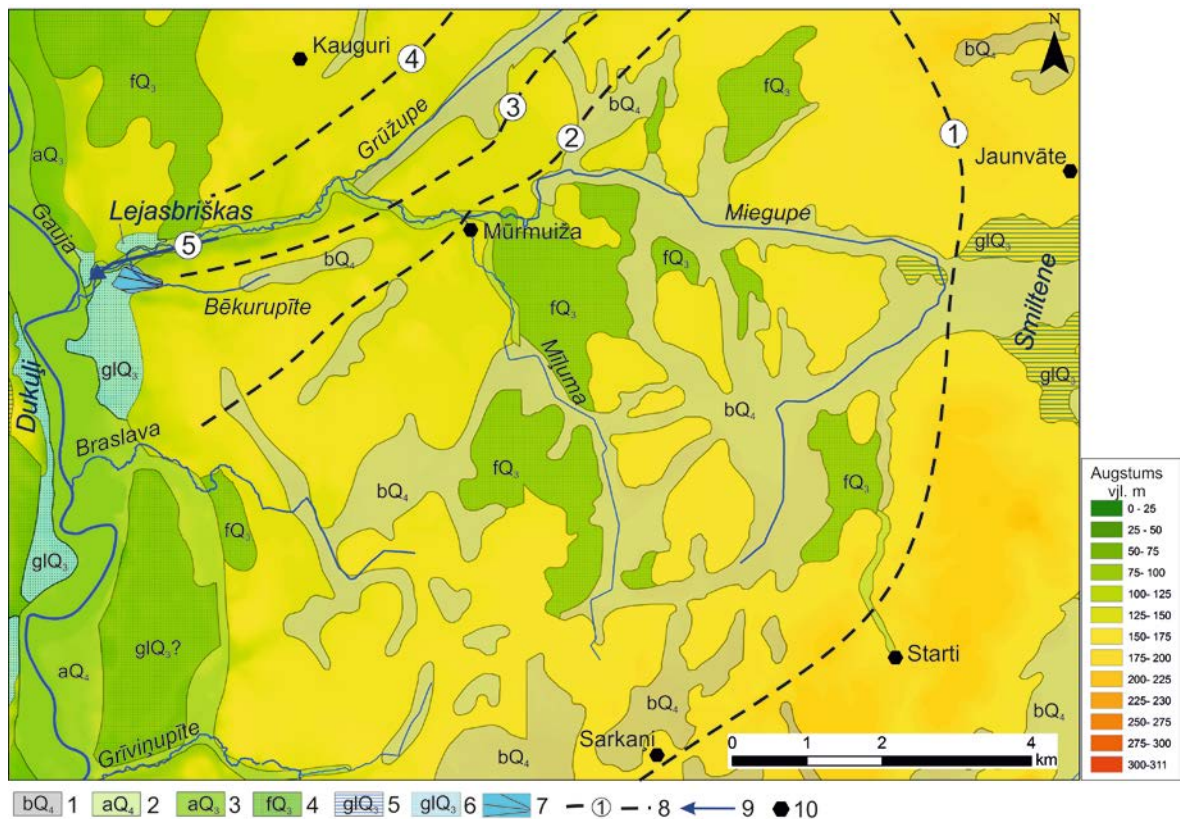 Kauguri
fQ₃
4
3
2
bQ₄
fQ₃
bQ₄
N
1
Jaunvāte
aQ₃
Grūžupe
Gauja
Lejasbriškas
5
Mūrmuiža
Miegupe
glQ₃
bQ₄
fQ₃
Bēkurupīte
fQ₃
Smiltene
glQ₃
Mīļuma
glQ₃
Dukuļi
Braslava
bQ₄
bQ₄
fQ₃
fQ₃
fQ₃
glQ₃
glQ₃?
aQ₄
Starti
bQ₄
bQ₄
bQ₄
Sarkaņi
Grīviņupīte
0 1 2 4
km
Augstums
vjl. m
0 - 25
25 - 50
50 - 75
75 - 100
100 - 125
125- 150
150 - 175
175 - 200
200 - 225
225 - 230
250 - 275
275 - 300
300-311
bQ₄ 1 aQ₄ 2 aQ₃ 3 fQ₃ 4 glQ₃ 5 glQ₃ 6 7 1 8 9 10